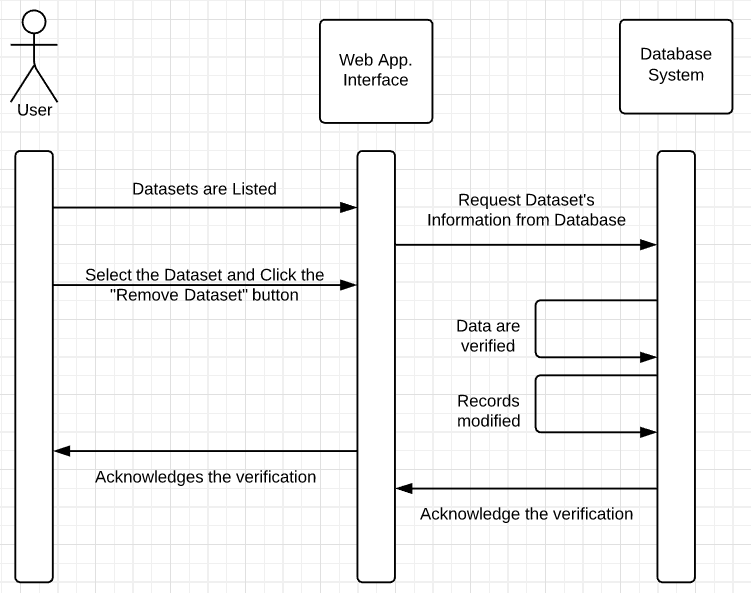 User
Web App.
Interface
Database
System
Datasets are Listed
Request Dataset's
Information from Database
Select the Dataset and Click the
"Remove Dataset" button
Data are
verified
Records
modified
Acknowledges the verification
Acknowledge the verification